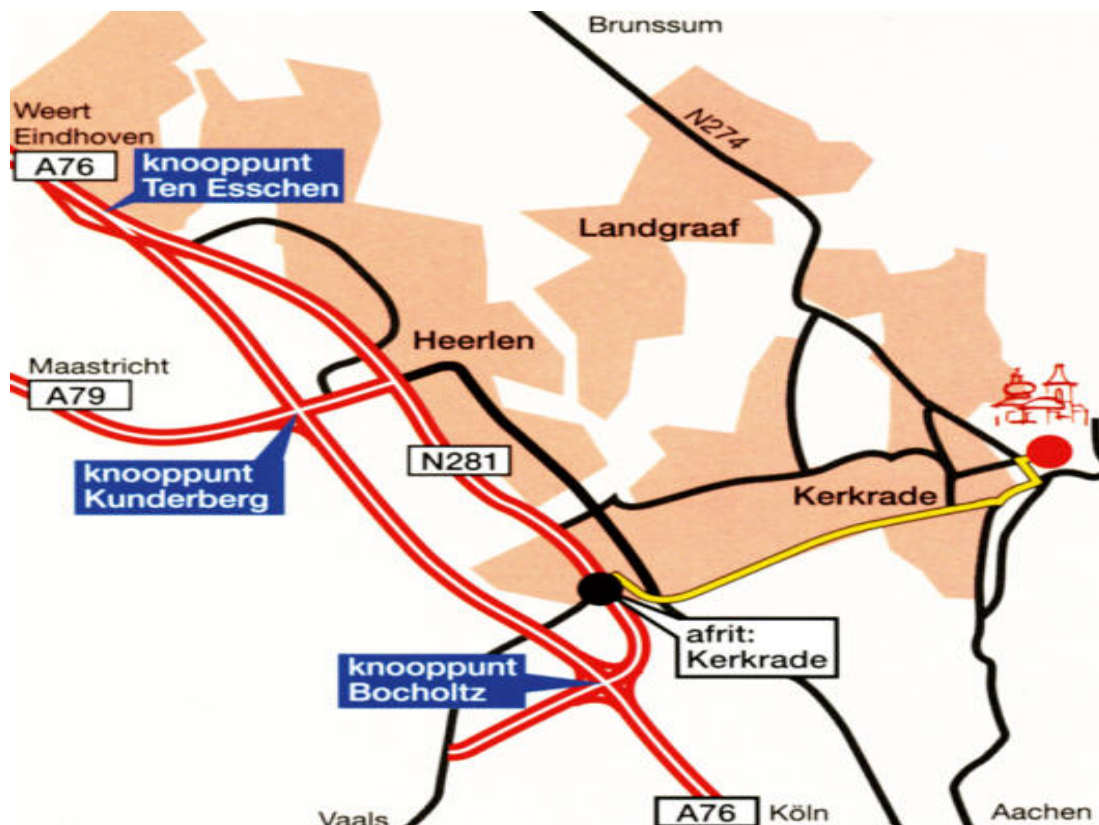 Brunssum
N274
Weert
Eindhoven
A76
knooppunt
Ten Esschen
Landgraaf
Heerlen
Maastricht
A79
N281
knooppunt
Kunderberg
Kerkrade
afrit:
Kerkrade
knooppunt
Bocholtz
Vaals
A76
Köln
Aachen